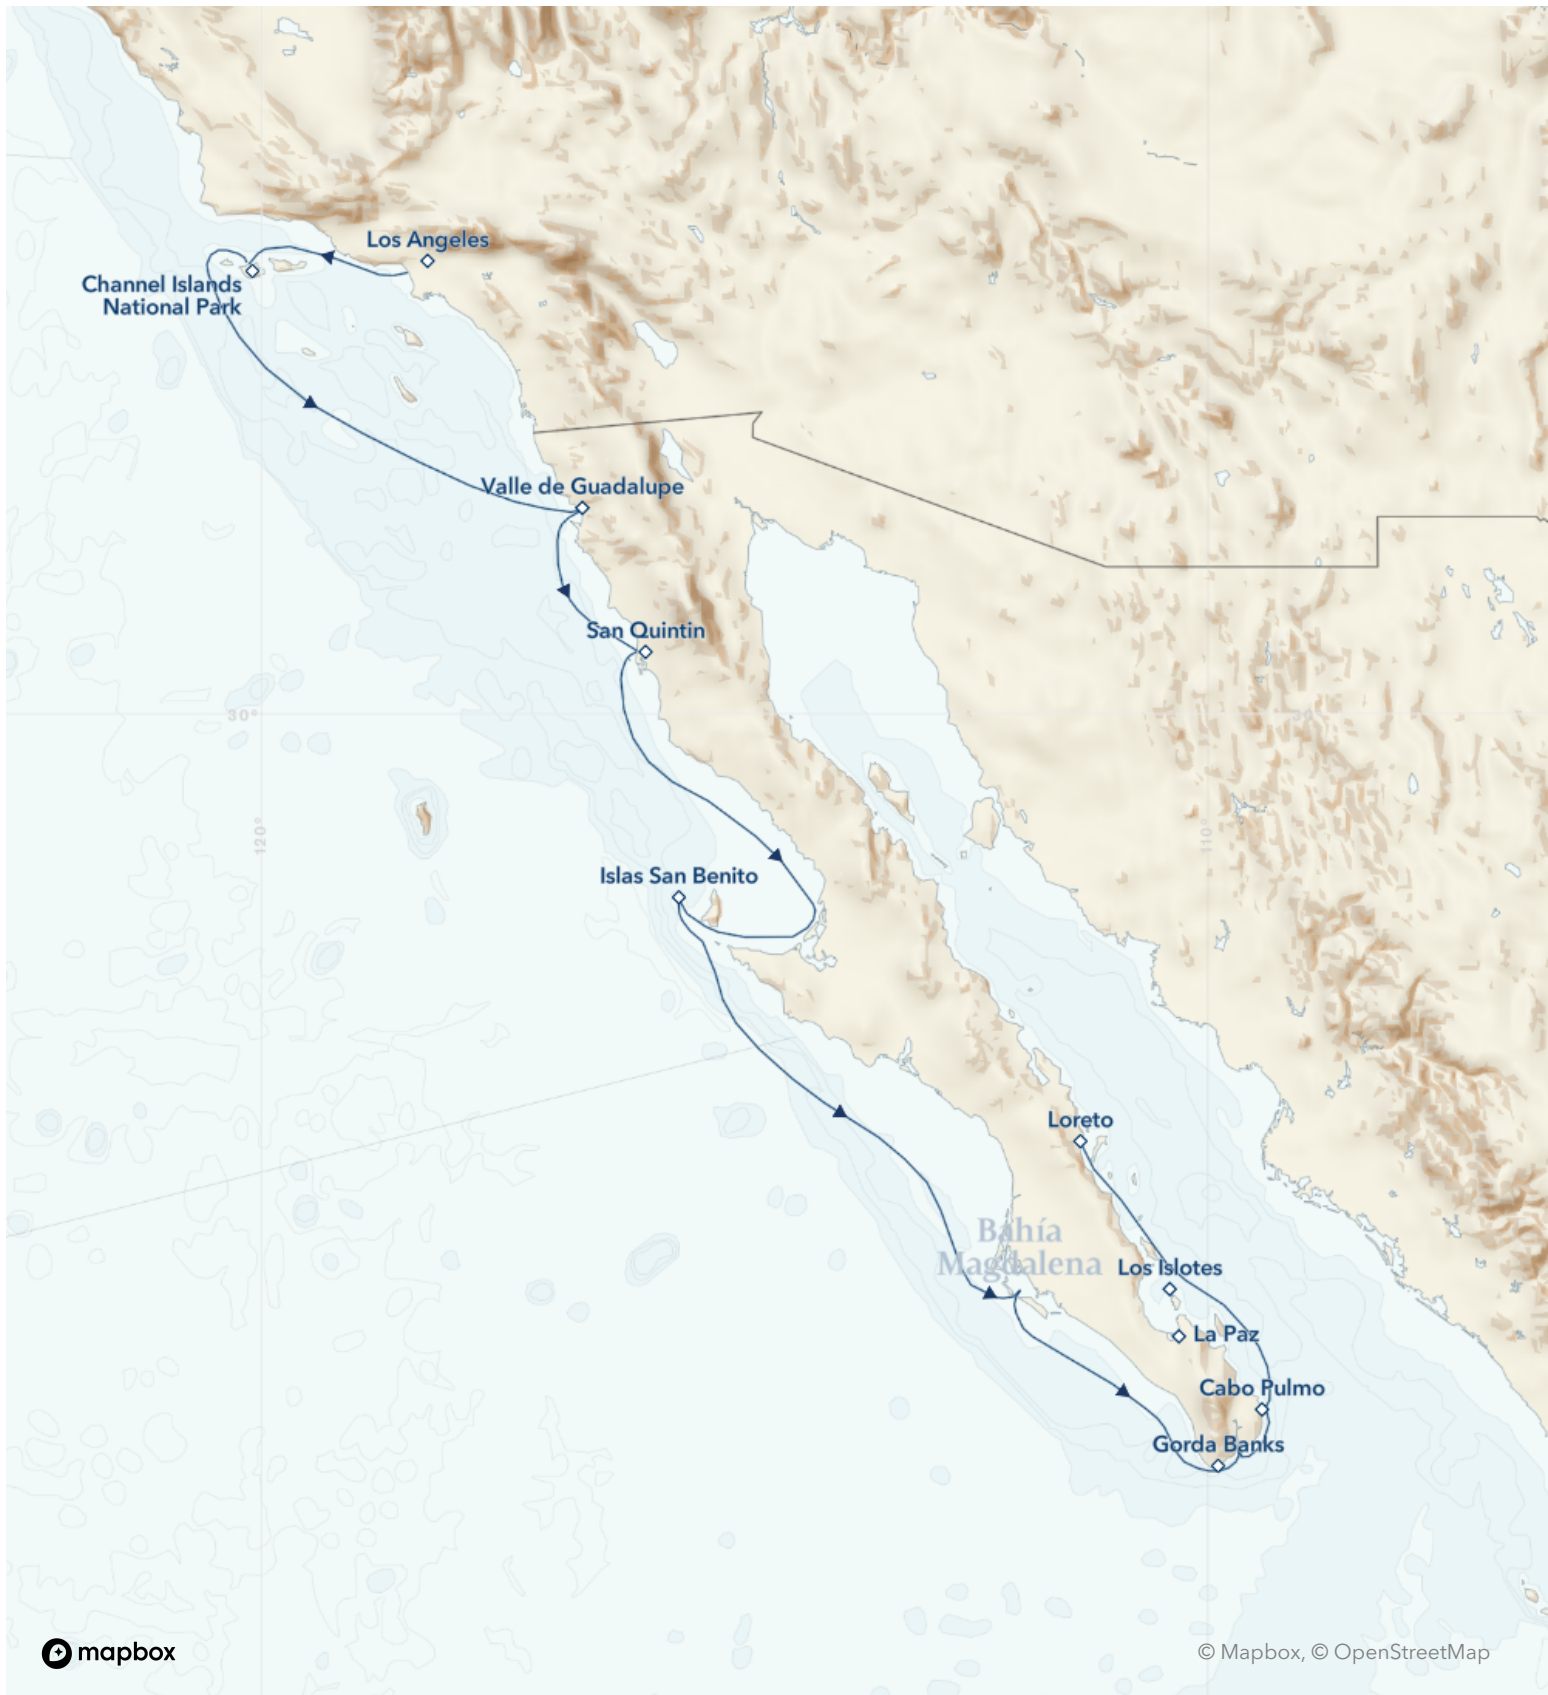 Los Angeles
Channel Islands
National Park
Valle de Guadalupe
San Quintin
30°
120°
110°
Islas San Benito
Loreto
Bahía
Magdalena
Los Islotes
La Paz
Cabo Pulmo
Gorda Banks
mapbox
© Mapbox, © OpenStreetMap